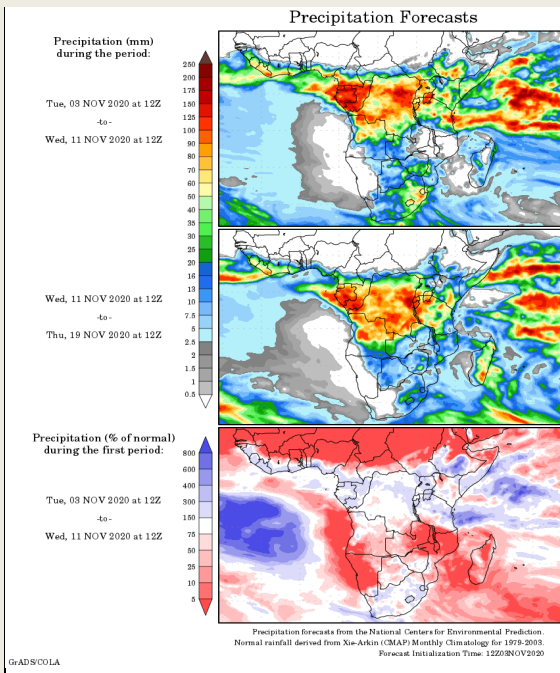 Precipitation Forecasts
Precipitation (mm)
during the period:
Tue, 03 NOV 2020 at 12Z
-to-
Wed, 11 NOV 2020 at 12Z
250
200
175
150
125
100
90
80
70
60
50
40
35
30
25
20
16
13
10
7.5
5
2.5
2
1.5
1
0.5
Wed, 11 NOV 2020 at 12Z
-to-
Thu, 19 NOV 2020 at 12Z
Precipitation (% of normal)
during the first period:
Tue, 03 NOV 2020 at 12Z
-to-
Wed, 11 NOV 2020 at 12Z
800
600
400
300
150
75
50
25
10
5
Precipitation forecasts from the National Centers for Environmental Prediction.
Normal rainfall derived from Xie-Arkin (CMAP) Monthly Climatology for 1979-2003.
Forecast Initialization Time: 12Z03NOV2020
GrADS/COLA